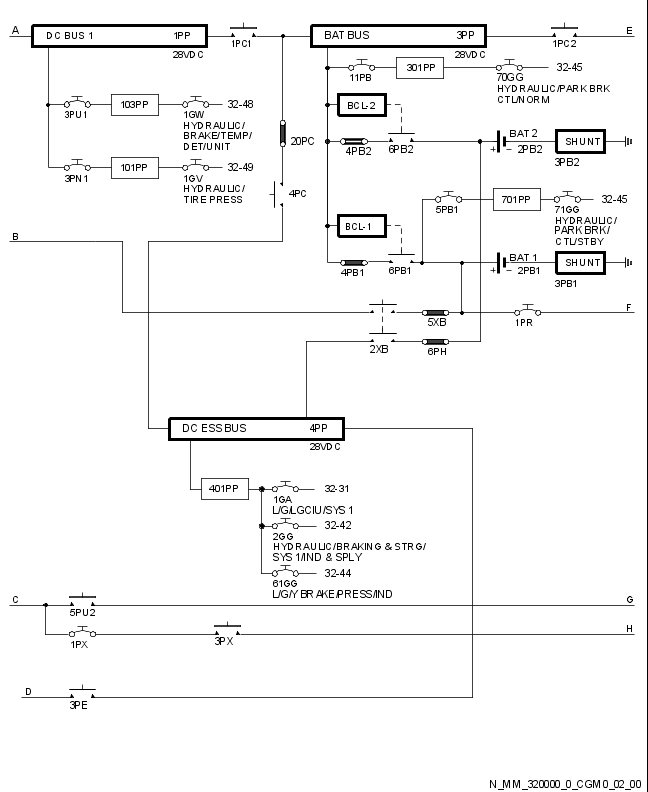 A DC BUS 1 1PP 1PC1 BAT BUS 3PP 1PC2 E
28VDC 28VDC
11PB 301PP 70GG 32-45
HYDRAULIC/PARK BRK
CTL/NORM
3PU1 103PP 1GW 32-48
HYDRAULIC/
BRAKE/TEMP/
DET/UNIT
BCL-2
20PC
4PB2 6PB2 BAT 2 SHUNT
+ − 2PB2 3PB2
3PN1 101PP 1GV 32-49
HYDRAULIC/
TIRE PRESS
4PC
5PB1 701PP 71GG 32-45
HYDRAULIC/
PARK BRK/
CTL/STBY
BCL-1
B
4PB1 6PB1 BAT 1 SHUNT
+ − 2PB1 3PB1
5XB 1PR F
2XB 6PH
DC ESS BUS 4PP
28VDC
401PP 1GA 32-31
L/G/LGCIU/SYS 1
2GG 32-42
HYDRAULIC/BRAKING & STRG/
SYS 1/IND & SPLY
61GG 32-44
L/G/Y BRAKE/PRESS/IND
C 5PU2 G
1PX 3PX H
D 3PE
N_MM_320000_0_CGM0_02_00